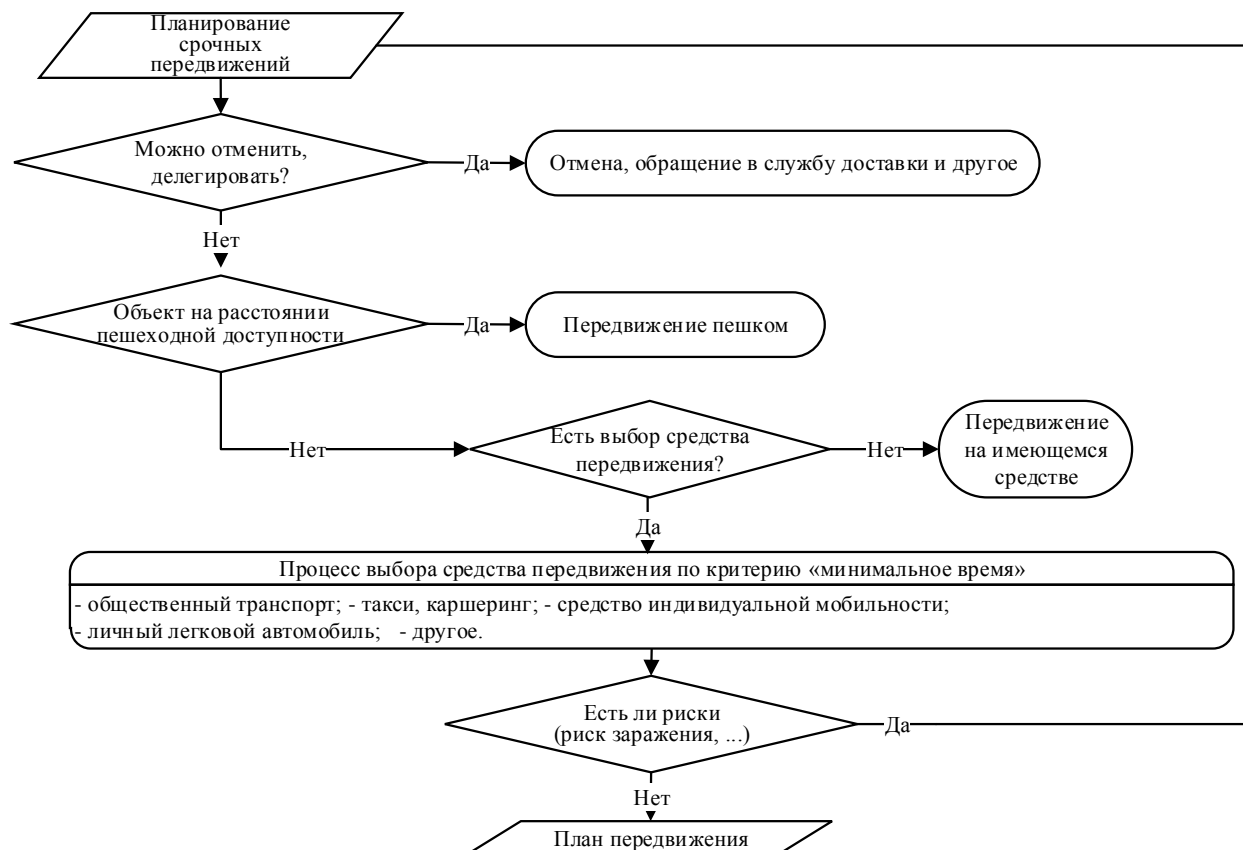 Планирование
срочных
передвижений
Можно отменить,
делегировать?
Да
Отмена, обращение в службу доставки и другое
Нет
Объект на расстоянии
пешеходной доступности
Да
Передвижение пешком
Нет
Есть выбор средства
передвижения?
Нет
Передвижение
на имеющемся
средстве
Да
Процесс выбора средства передвижения по критерию «минимальное время»
- общественный транспорт; - такси, каршеринг; - средство индивидуальной мобильности;
- личный легковой автомобиль; - другое.
Есть ли риски
(риск заражения, ...)
Да
Нет
План передвижения